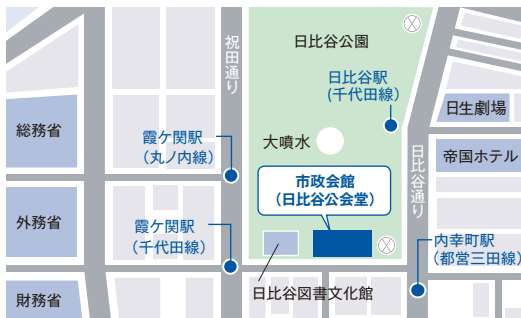 日比谷公園
祝田通り
日比谷駅
(千代田線)
日生劇場
総務省
霞ケ関駅
(丸ノ内線)
大噴水
帝国ホテル
日比谷通り
市政会館
(日比谷公会堂)
外務省
霞ケ関駅
(千代田線)
内幸町駅
(都営三田線)
日比谷図書文化館
財務省